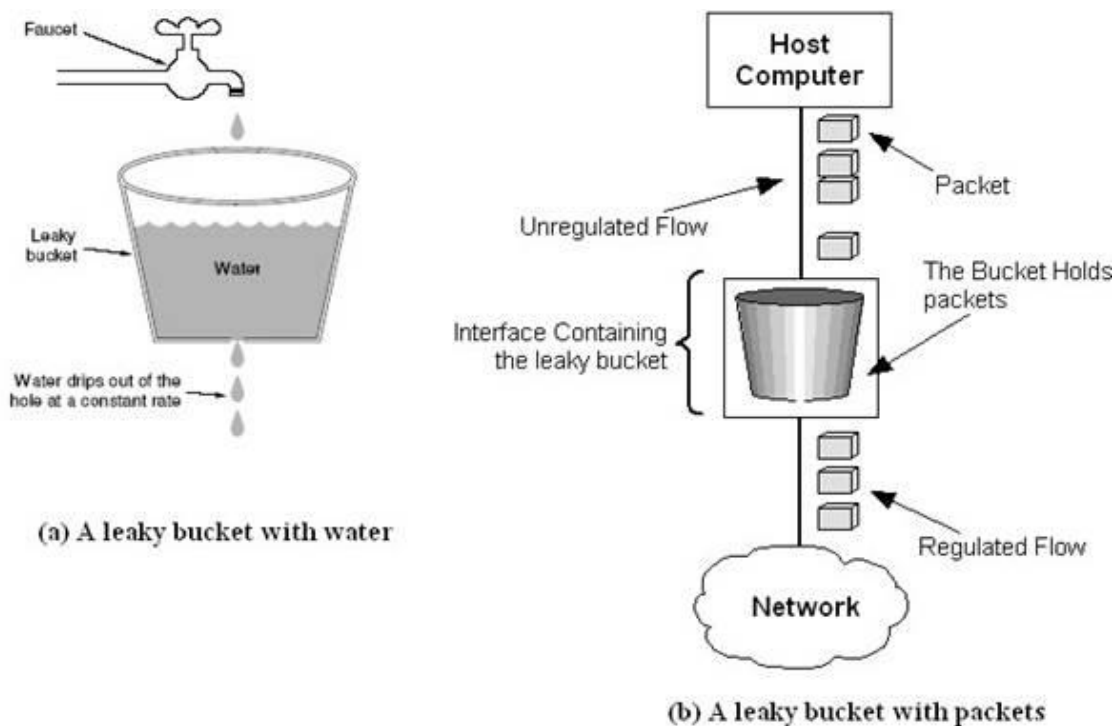 Faucet
Leaky
bucket
Water
Water drips out of the
hole at a constant rate
(a) A leaky bucket with water
Host
Computer
Packet
Unregulated Flow
The Bucket Holds
packets
Interface Containing
the leaky bucket
Regulated Flow
Network
(b) A leaky bucket with packets